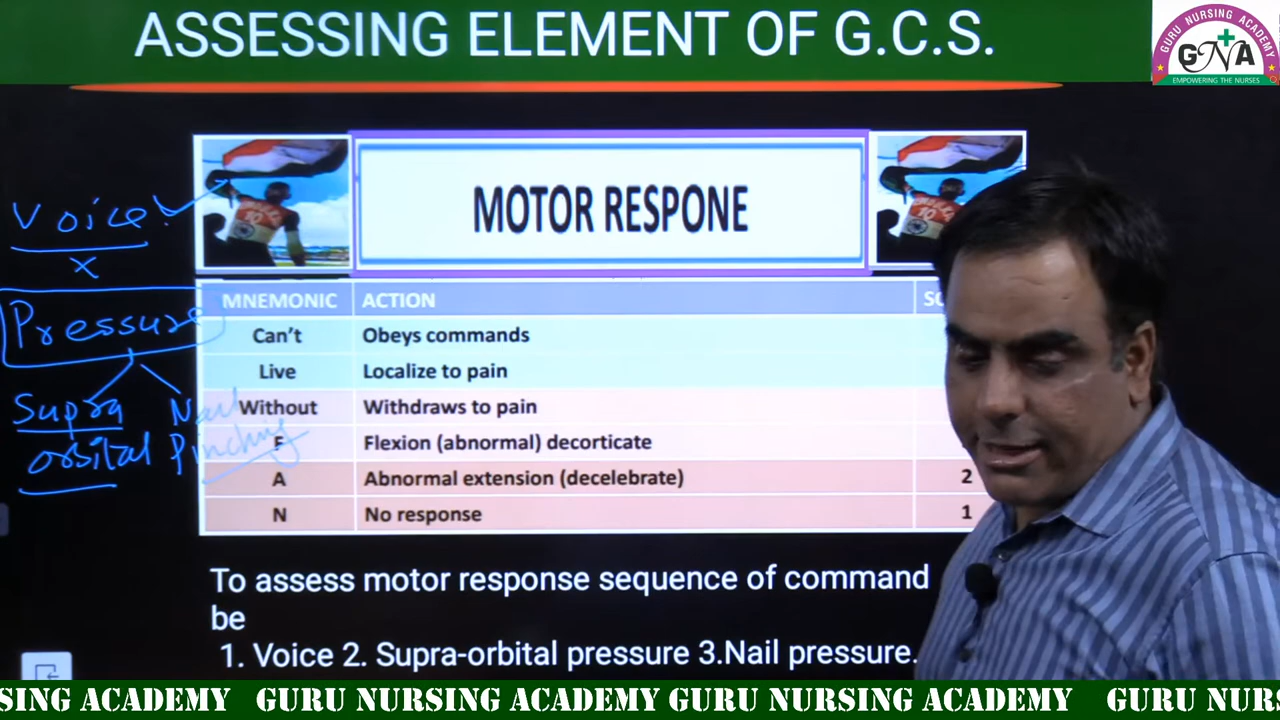 ASSESSING ELEMENT OF G.C.S.
GURU NURSING ACADEMY
GNA
EMPOWERING THE NURSES
MOTOR RESPONE
Voice
x
Pressure
Supra orbital
Nail Pinching
MNEMONIC ACTION
Can't Obeys commands
Live Localize to pain
Without Withdraws to pain
F Flexion (abnormal) decorticate
A Abnormal extension (decelebrate) 2
N No response 1
To assess motor response sequence of command
be
1. Voice 2. Supra-orbital pressure 3.Nail pressure.
SING ACADEMY GURU NURSING ACADEMY GURU NURSING ACADEMY GURU NURS